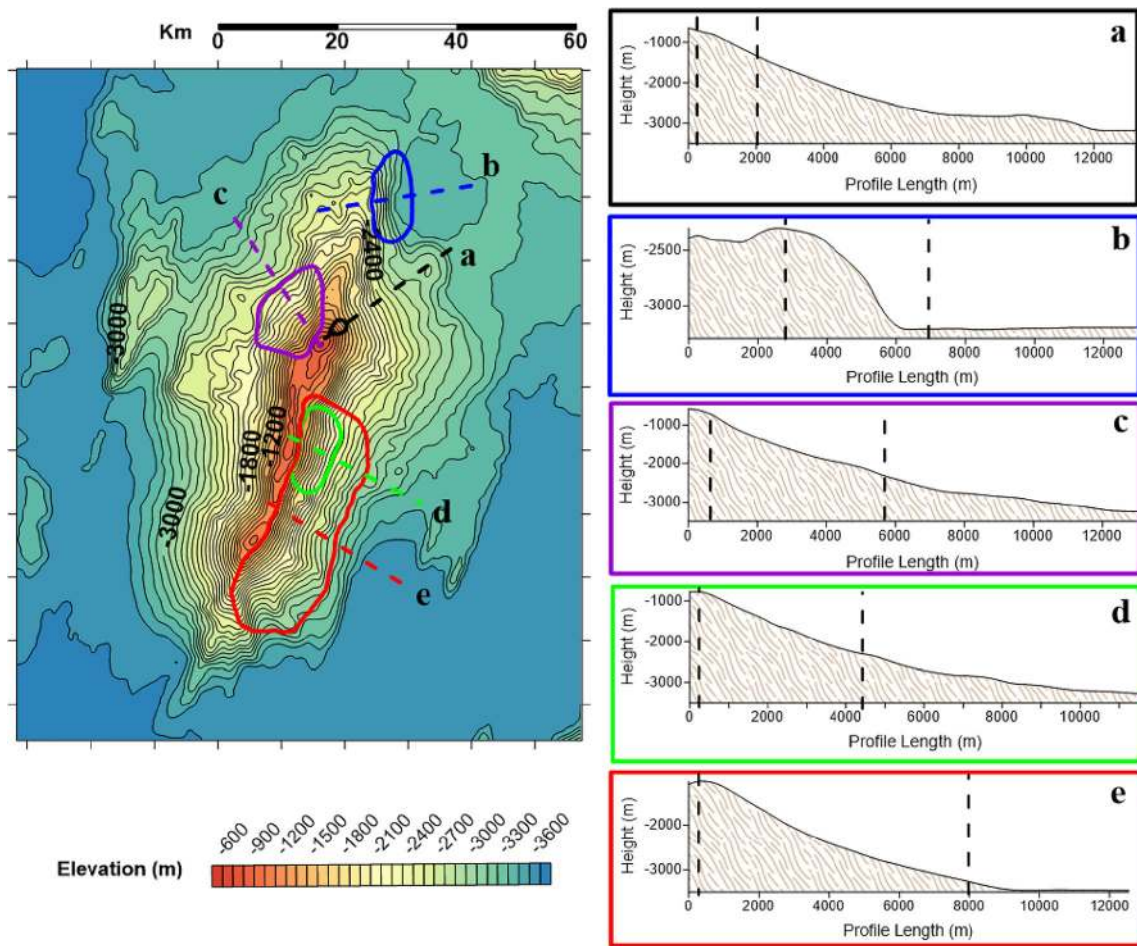 Km
0 20 40 60
b
c
a
-2400
-3000
-1200
-1800
-3000
d
e
-600 -900 -1200 -1500 -1800 -2100 -2400 -2700 -3000 -3300 -3600
Elevation (m)
a
Height (m)
-1000
-2000
-3000
0 2000 4000 6000 8000 10000 12000
Profile Length (m)
b
Height (m)
-2500
-3000
0 2000 4000 6000 8000 10000 12000
Profile Length (m)
c
Height (m)
-1000
-2000
-3000
0 2000 4000 6000 8000 10000 12000
Profile Length (m)
d
Height (m)
-1000
-2000
-3000
0 2000 4000 6000 8000 10000
Profile Length (m)
e
Height (m)
-2000
-3000
0 2000 4000 6000 8000 10000 12000
Profile Length (m)